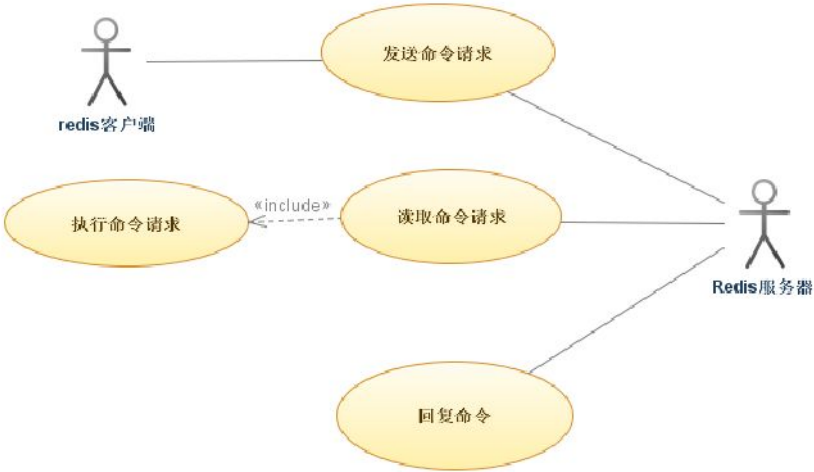 发送命令请求
redis客户端
«include»
执行命令请求
读取命令请求
Redis服务器
回复命令